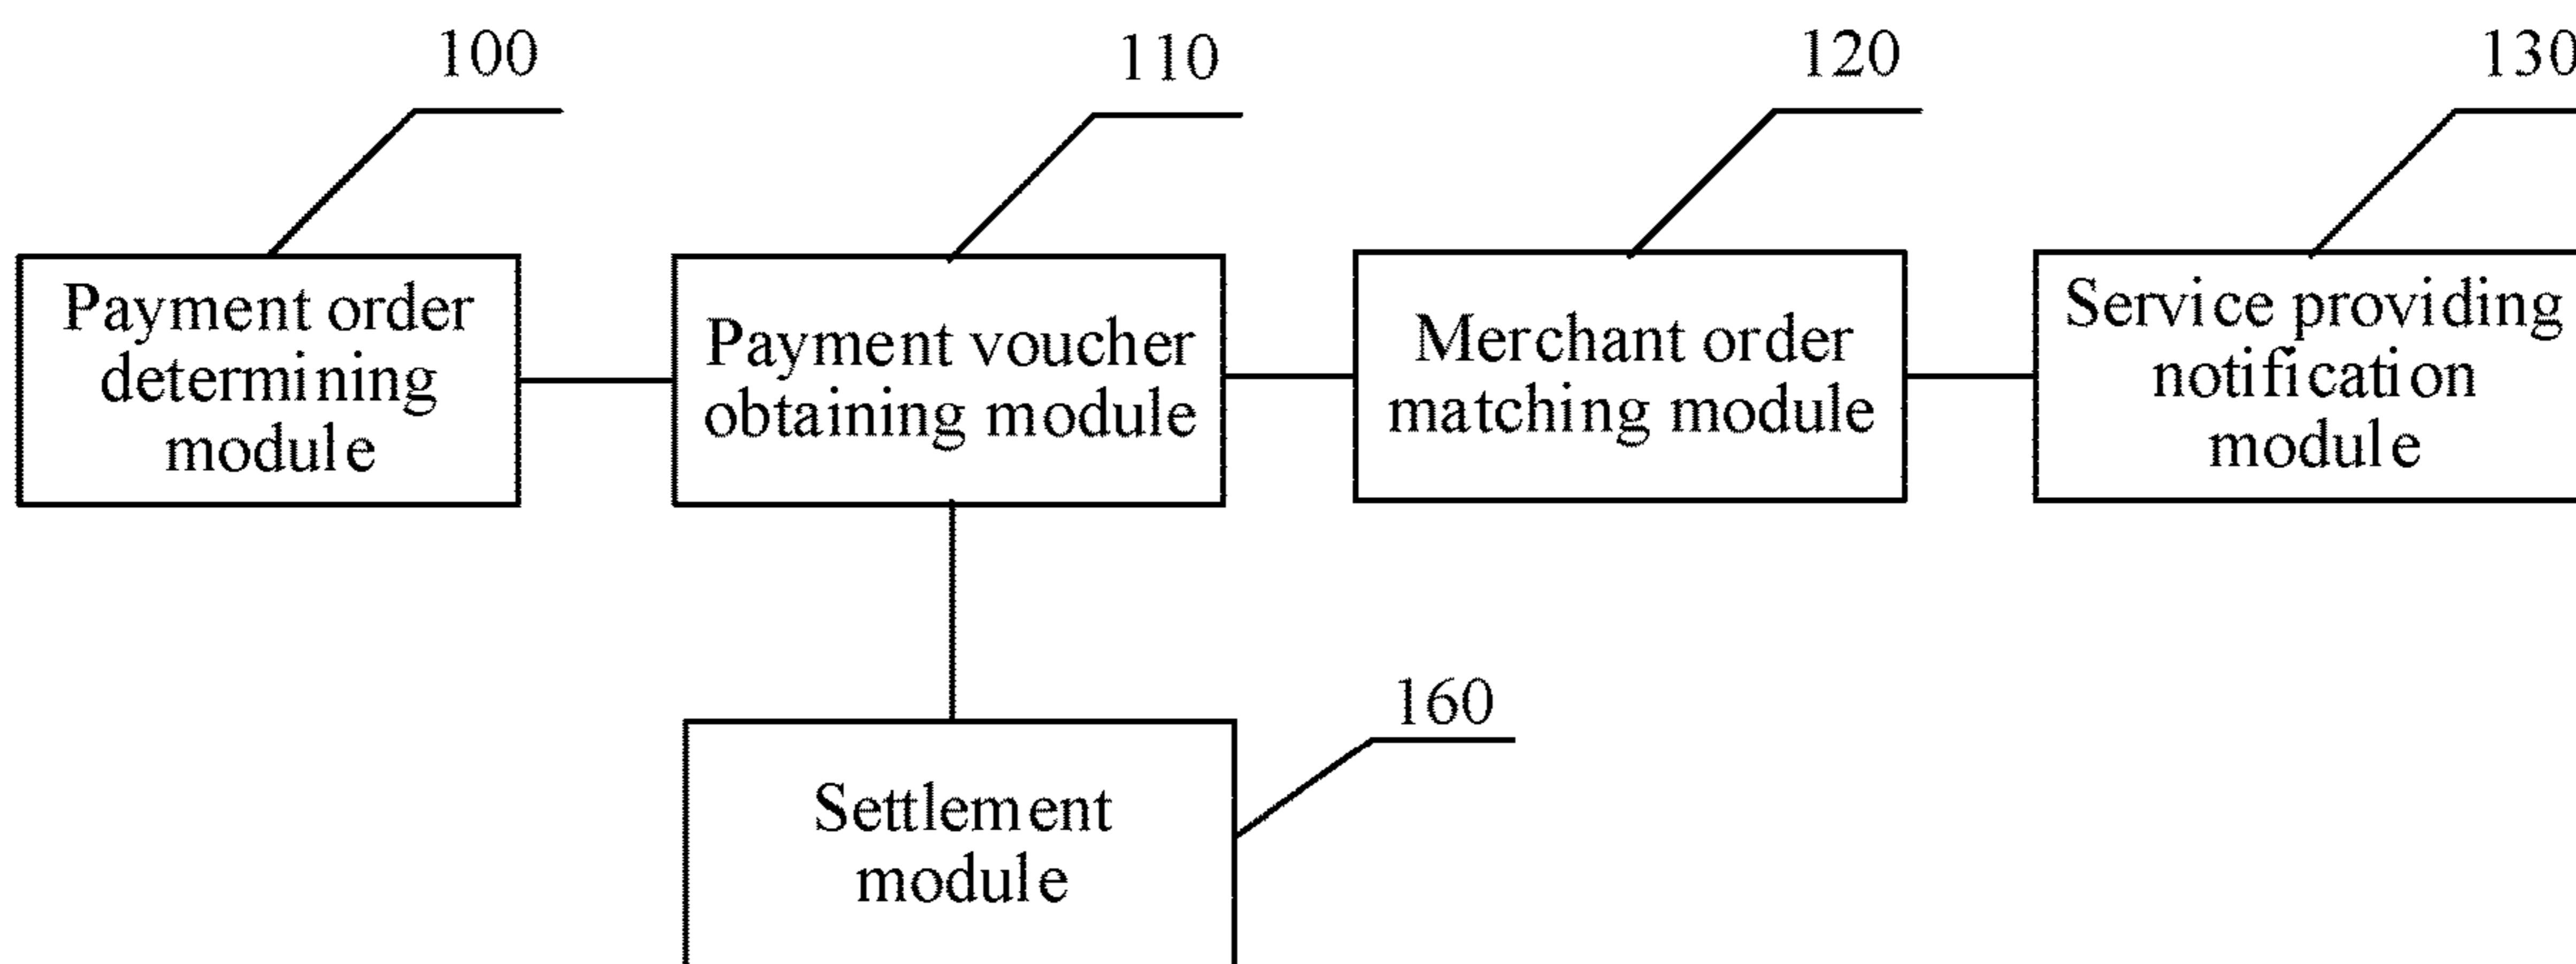 100
110
120
130
Payment order
determining
module
Payment voucher
obtaining module
Merchant order
matching module
Service providing
notification
module
160
Settlement
module